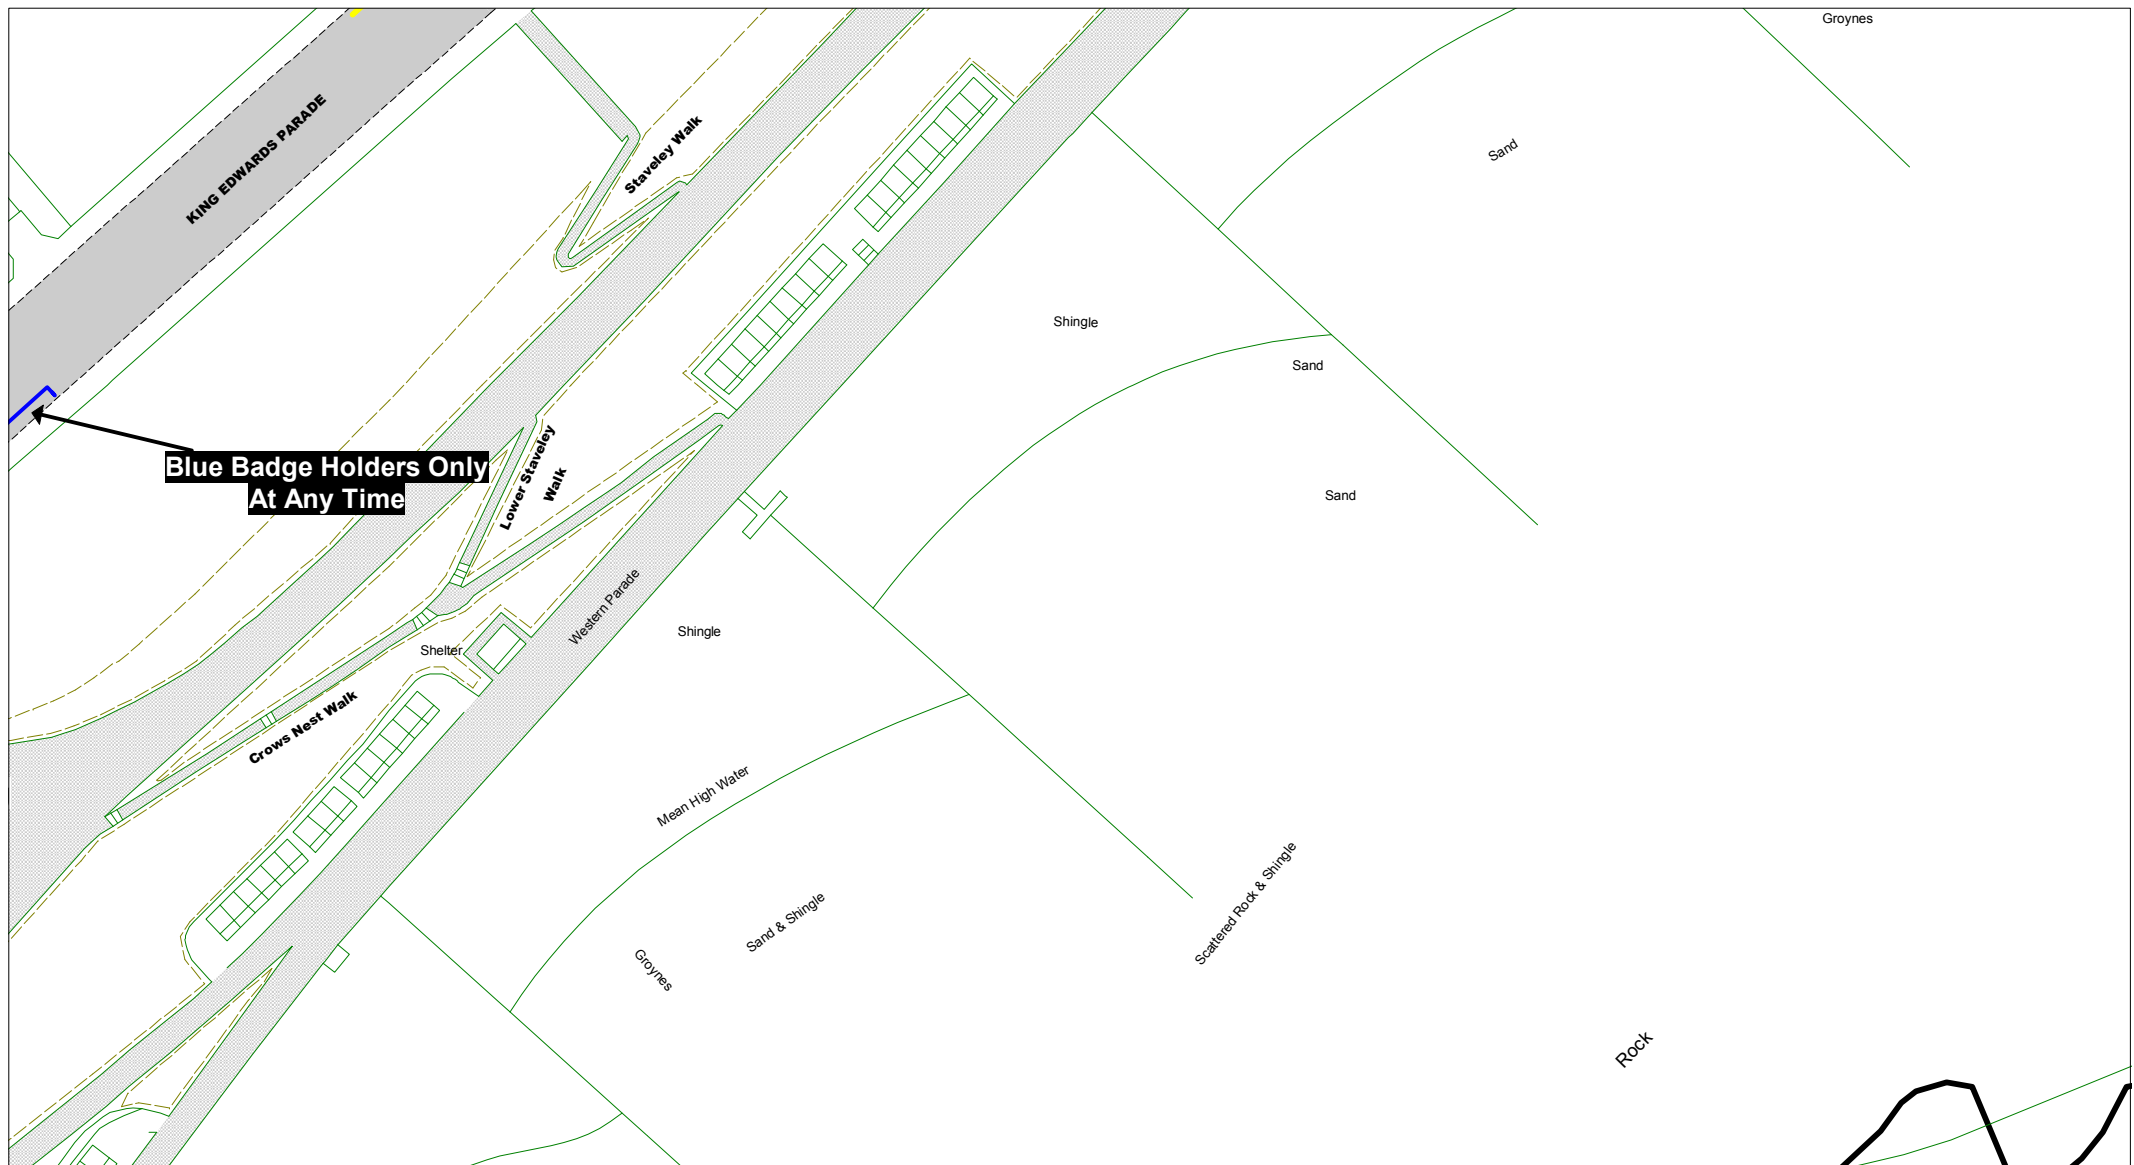 Groynes
KING EDWARDS PARADE
Staveley Walk
Sand
Shingle
Sand
Blue Badge Holders Only
At Any Time
Lower Staveley
Walk
Sand
Western Parade
Shingle
Shelter
Crows Nest Walk
Mean High Water
Scattered Rock & Shingle
Sand & Shingle
Groynes
Rock